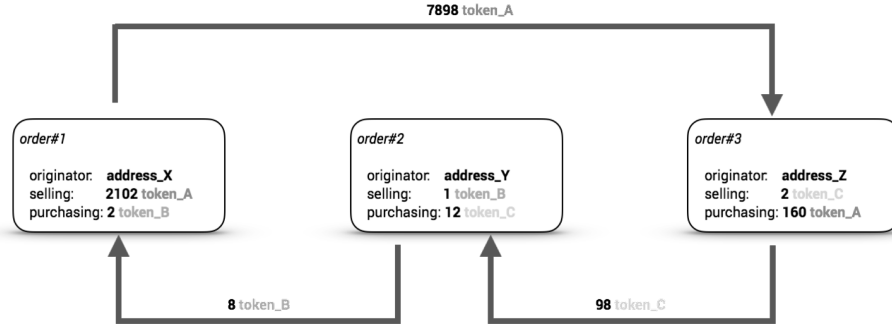 7898 token_A
order#1
originator: address_X
selling: 2102 token_A
purchasing: 2 token_B
order#2
originator: address_Y
selling: 1 token_B
purchasing: 12 token_C
order#3
originator: address_Z
selling: 2 token_C
purchasing: 160 token_A
8 token_B
98 token_C